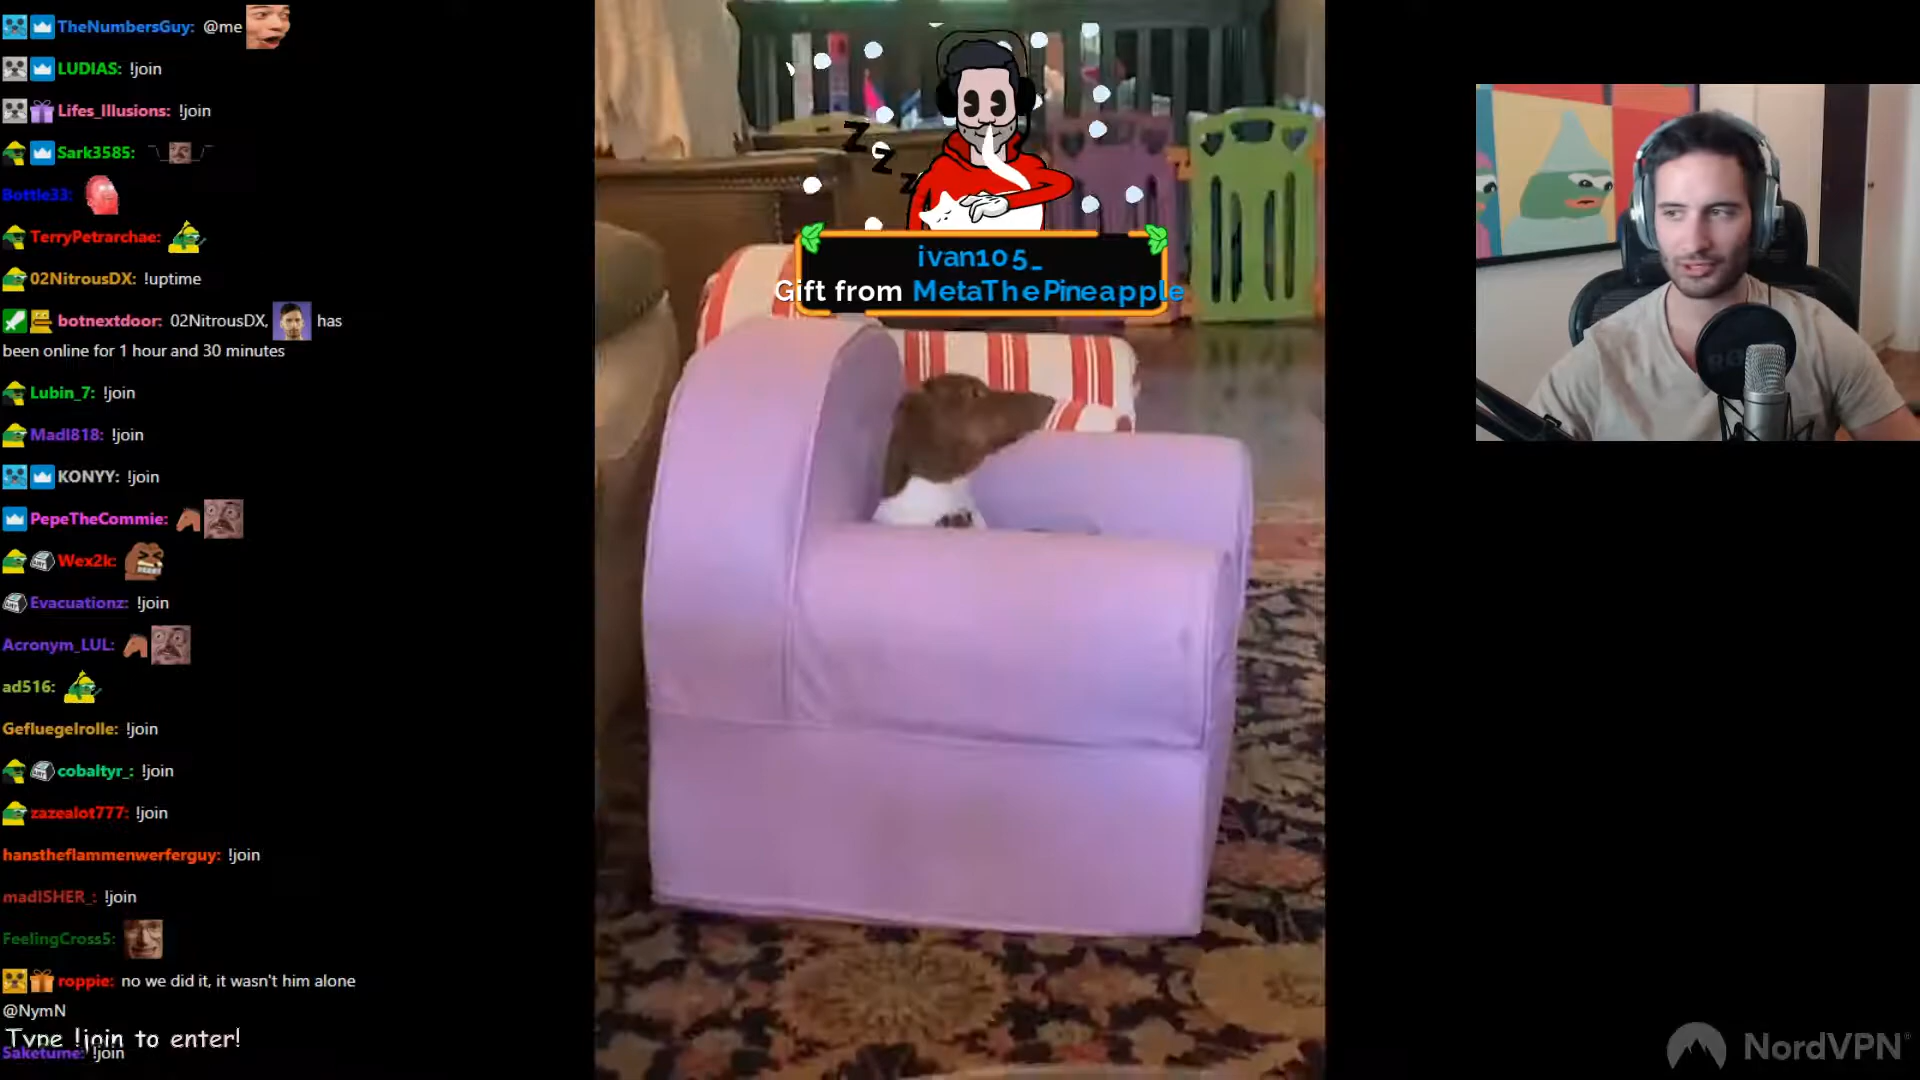 TheNumbersGuy: @me
LUDIAS: !join
Lifes_Illusions: !join
Sark3585:
Bottle33:
TerryPetrarchae:
02NitrousDX: !uptime
botnextdoor: 02NitrousDX, has
been online for 1 hour and 30 minutes
Lubin_7: !join
Madl818: !join
KONYY: !join
PepeTheCommie:
Wex2k:
Evacuationz: !join
Acronym_LUL:
ad516:
Gefluegelrolle: !join
cobaltyr_: !join
zazealot777: !join
hanstheflammenwerferguy: !join
madISHER_: !join
FeelingCross5:
roppie: no we did it, it wasn't him alone
@NymN
Type !join to enter!
Saketume: !join
z
z
z
ivan105_
Gift from MetaThePineapple
NordVPN®